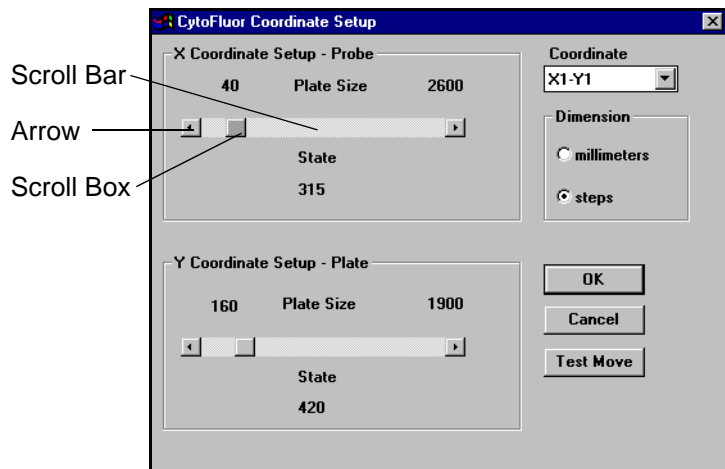 CytoFluor Coordinate Setup
X Coordinate Setup - Probe
40 Plate Size 2600
State
315
Scroll Bar
Arrow
Scroll Box
Coordinate
X1-Y1
Dimension
millimeters
steps
Y Coordinate Setup - Plate
160 Plate Size 1900
State
420
OK
Cancel
Test Move